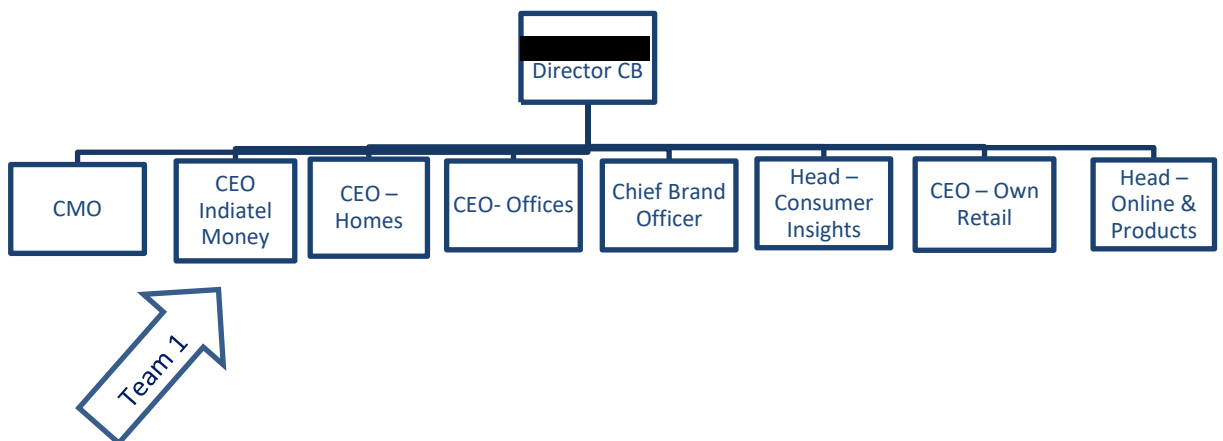 Director CB
CMO
CEO
Indiatel
Money
CEO –
Homes
CEO- Offices
Chief Brand
Officer
Head –
Consumer
Insights
CEO – Own
Retail
Head –
Online &
Products
Team 1